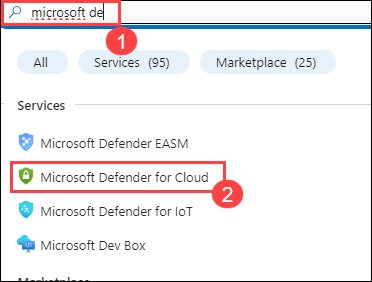 microsoft de
1
All
Services (95)
Marketplace (25)
Services
Microsoft Defender EASM
Microsoft Defender for Cloud
2
Microsoft Defender for IoT
Microsoft Dev Box